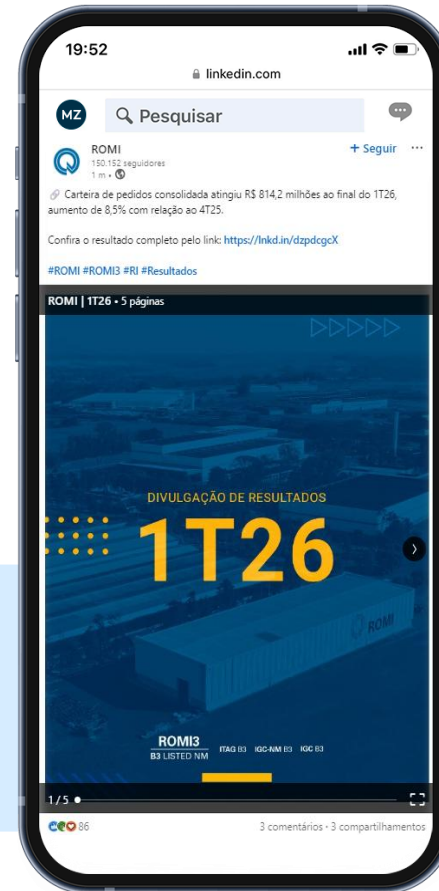 19:52
linkedin.com
MZ
Pesquisar
ROMI
+ Seguir
150.152 seguidores
1 m •
Carteira de pedidos consolidada atingiu R$ 814,2 milhões ao final do 1T26,
aumento de 8,5% com relação ao 4T25.
Confira o resultado completo pelo link: https://lnkd.in/dzpdcgcX
#ROMI #ROMI3 #RI #Resultados
ROMI | 1T26 • 5 páginas
DIVULGAÇÃO DE RESULTADOS
1T26
ROMI
ROMI3
B3 LISTED NM
ITAG B3 IGC-NM B3 IGC B3
1/5
86
3 comentários · 3 compartilhamentos